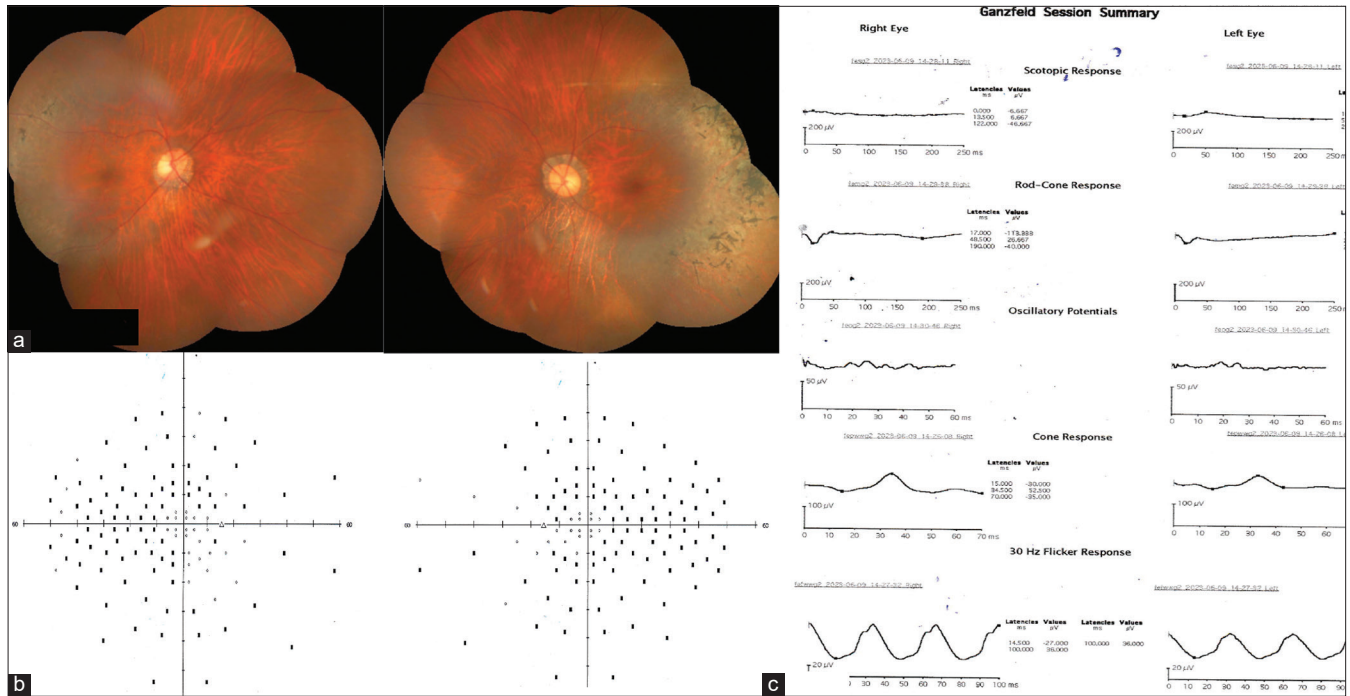 a
b
60
60
60
60
c
Ganzfeld Session Summary
Right Eye
Left Eye
Scotopic Response
Latencies Values
ms µV
0.000 -6.667
13.500 6.667
122.000 -46.667
200 µV
0 50 100 150 200 250 ms
200 µV
0 50 100 150 200 250 m
Rod-Cone Response
Latencies Values
ms µV
17.000
48.500 26.667
190.000 -40.000
200 µV
0 50 100 150 200 250 ms
200 µV
0 50 100 150 200 250 m
Oscillatory Potentials
50 µV
0 10 20 30 40 50 60 ms
50 µV
0 10 20 30 40 50 60 m
Cone Response
Latencies Values
ms µV
15.000 -30.000
34.500 52.500
70.000 -35.000
100 µV
0 10 20 30 40 50 60 70 ms
100 µV
0 10 20 30 40 50 60
30 Hz Flicker Response
Latencies Values Latencies Values
ms µV ms µV
14.500 -27.000 100.000 36.000
100.000 36.000
20 µV
30 40 50 60 70 80 90 100 ms
20 µV
0 10 20 30 40 50 60 70 80 90